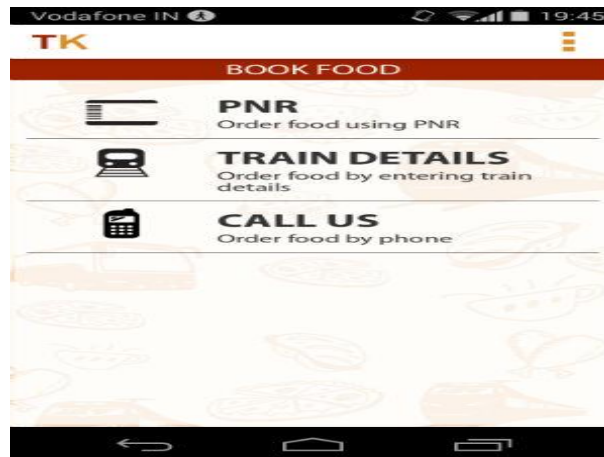 Vodafone IN 19:45
TK
BOOK FOOD
PNR
Order food using PNR
TRAIN DETAILS
Order food by entering train
details
CALL US
Order food by phone